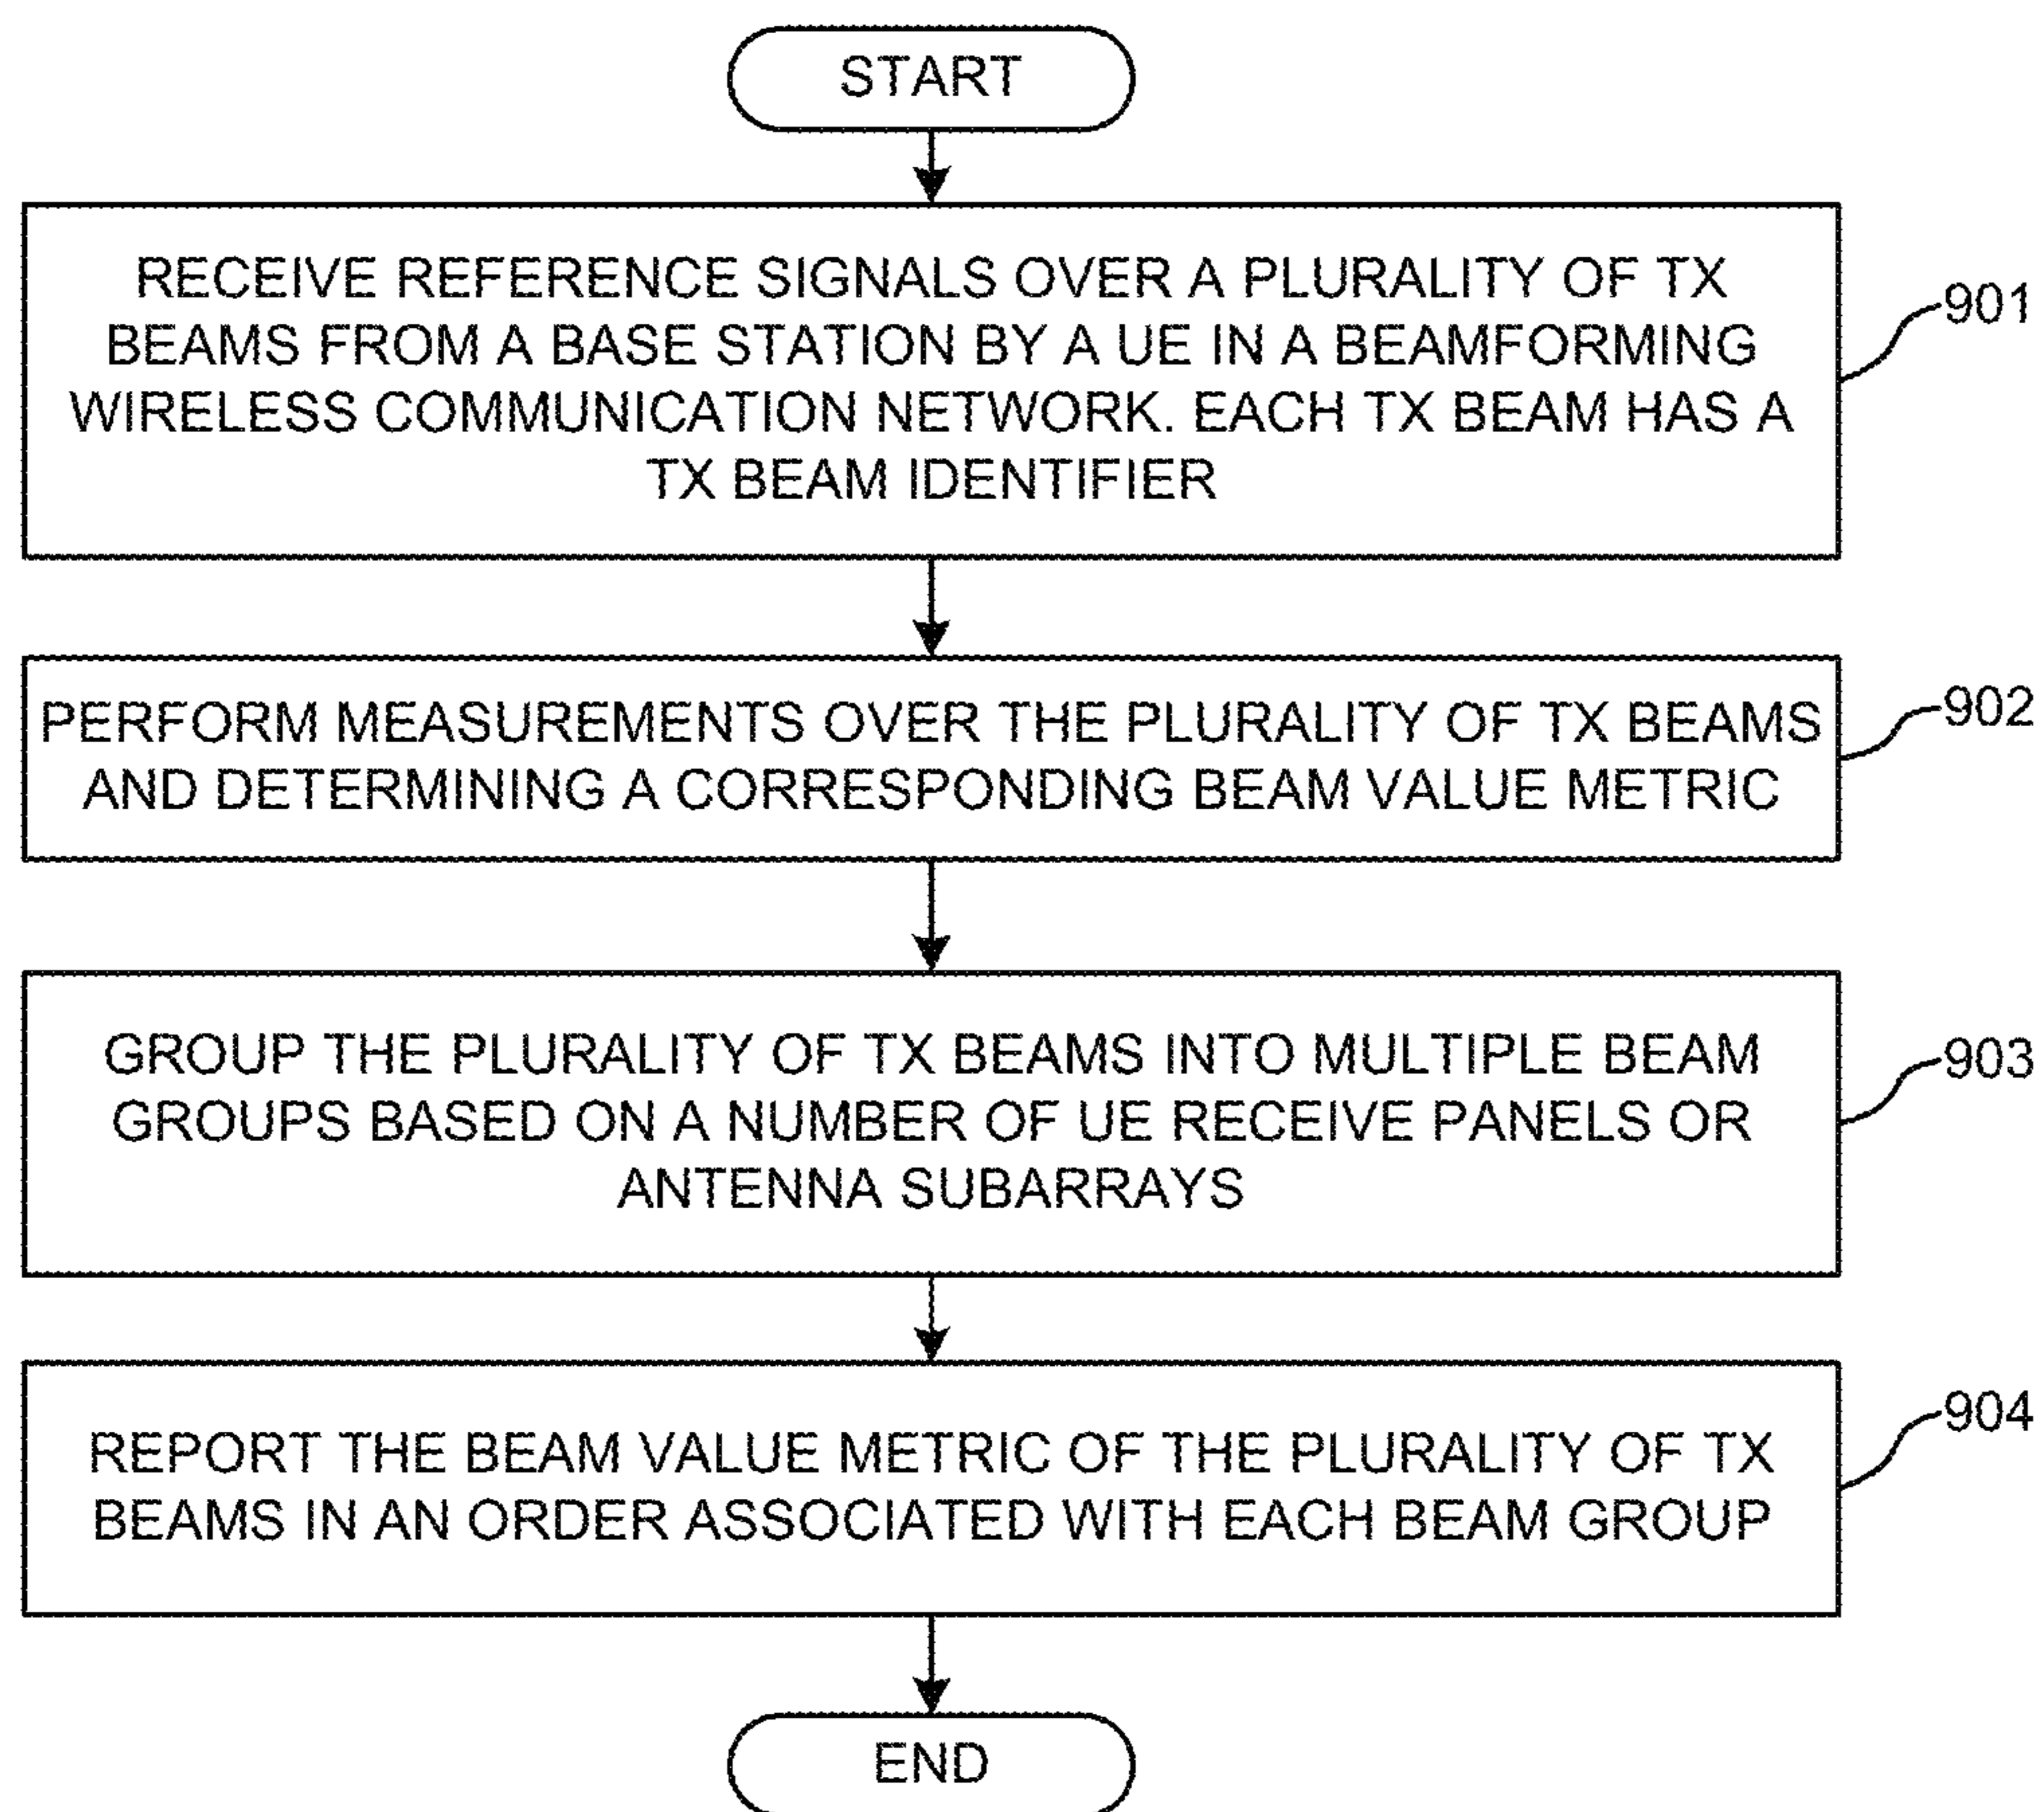 START
RECEIVE REFERENCE SIGNALS OVER A PLURALITY OF TX
BEAMS FROM A BASE STATION BY A UE IN A BEAMFORMING
WIRELESS COMMUNICATION NETWORK. EACH TX BEAM HAS A
TX BEAM IDENTIFIER
901
PERFORM MEASUREMENTS OVER THE PLURALITY OF TX BEAMS
AND DETERMINING A CORRESPONDING BEAM VALUE METRIC
902
GROUP THE PLURALITY OF TX BEAMS INTO MULTIPLE BEAM
GROUPS BASED ON A NUMBER OF UE RECEIVE PANELS OR
ANTENNA SUBARRAYS
903
REPORT THE BEAM VALUE METRIC OF THE PLURALITY OF TX
BEAMS IN AN ORDER ASSOCIATED WITH EACH BEAM GROUP
904
END